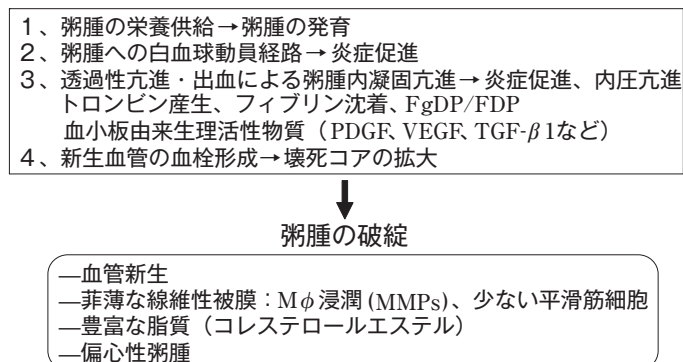 1、粥腫の栄養供給→粥腫の発育
2、粥腫への白血球動員経路→炎症促進
3、透過性亢進・出血による粥腫内凝固亢進→炎症促進、内圧亢進
トロンビン産生、フィブリン沈着、FgDP/FDP
血小板由来生理活性物質（PDGF、VEGF、TGF-β1など）
4、新生血管の血栓形成→壊死コアの拡大
粥腫の破綻
—血管新生
—菲薄な線維性被膜：Mφ浸潤(MMPs)、少ない平滑筋細胞
—豊富な脂質（コレステロールエステル）
—偏心性粥腫